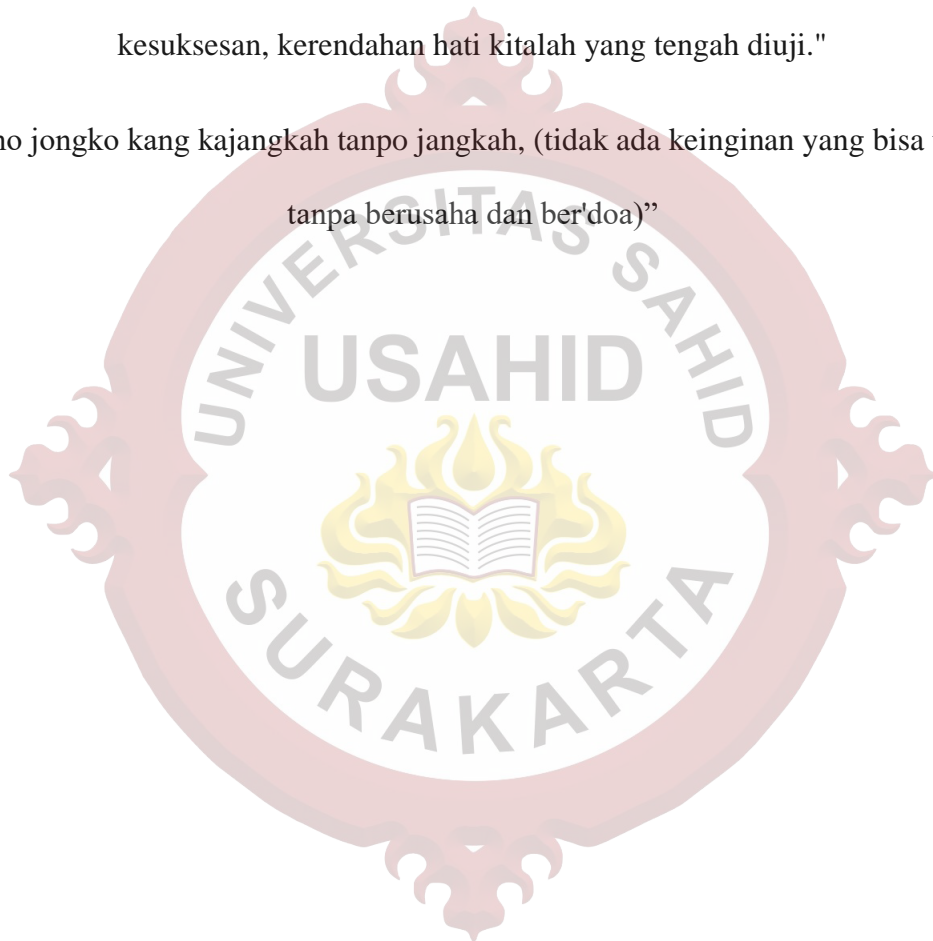 kesuksesan, kerendahan hati kitalah yang tengah diuji."
jongko kang kajangkah tanpo jangkah, (tidak ada keinginan yang bisa
tanpa berusaha dan ber'doa)”
UNIVERSITAS SAHID
USAHID
SURAKARTA